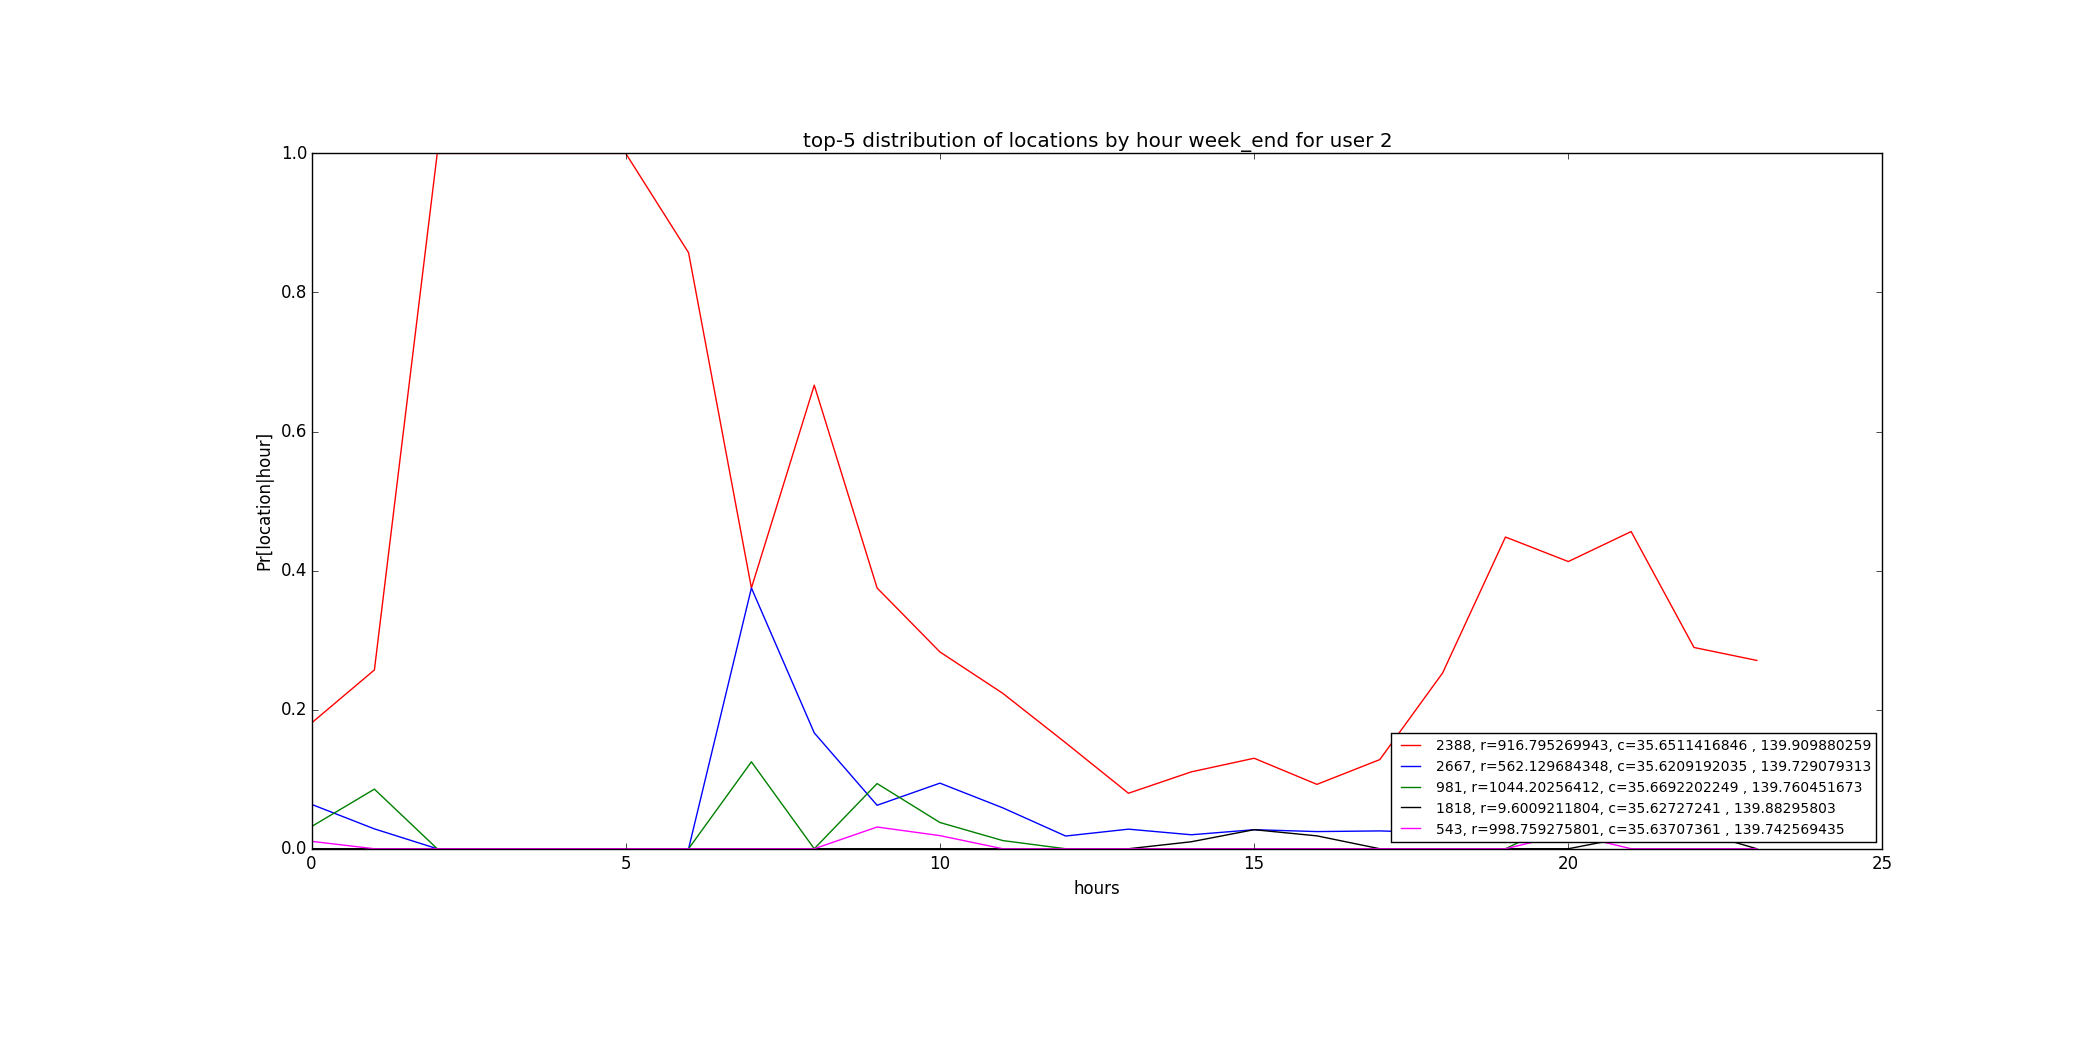 top-5 distribution of locations by hour week_end for user 2
1.0
0.8
0.6
0.4
0.2
0.0
Pr[location|hour]
2388, r=916.795269943, c=35.6511416846 , 139.909880259
2667, r=562.129684348, c=35.6209192035 , 139.729079313
981, r=1044.20256412, c=35.6692202249 , 139.760451673
1818, r=9.6009211804, c=35.62727241 , 139.88295803
543, r=998.759275801, c=35.63707361 , 139.742569435
0 5 10 15 20 25
hours